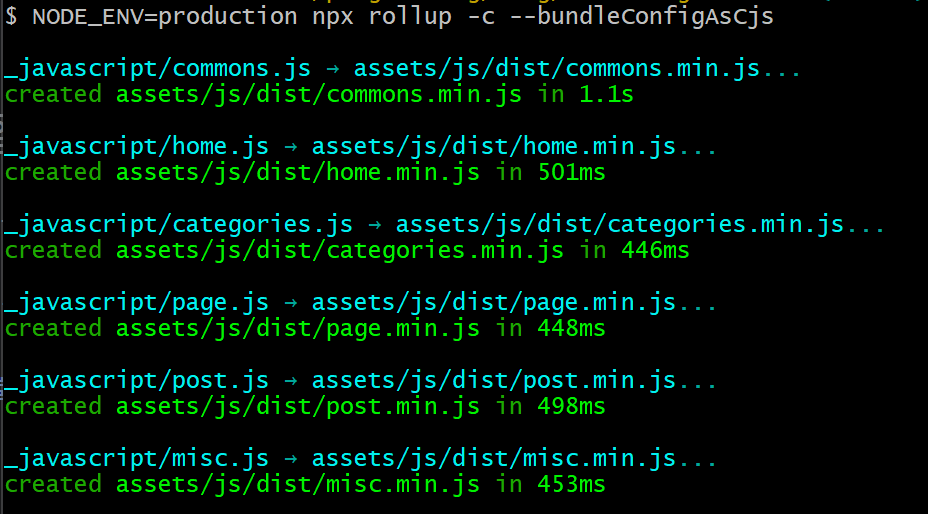 $ NODE_ENV=production npx rollup -c --bundleConfigAsCjs
_javascript/commons.js → assets/js/dist/commons.min.js...
created assets/js/dist/commons.min.js in 1.1s
_javascript/home.js → assets/js/dist/home.min.js...
created assets/js/dist/home.min.js in 501ms
_javascript/categories.js → assets/js/dist/categories.min.js...
created assets/js/dist/categories.min.js in 446ms
_javascript/page.js → assets/js/dist/page.min.js...
created assets/js/dist/page.min.js in 448ms
_javascript/post.js → assets/js/dist/post.min.js...
created assets/js/dist/post.min.js in 498ms
_javascript/misc.js → assets/js/dist/misc.min.js...
created assets/js/dist/misc.min.js in 453ms